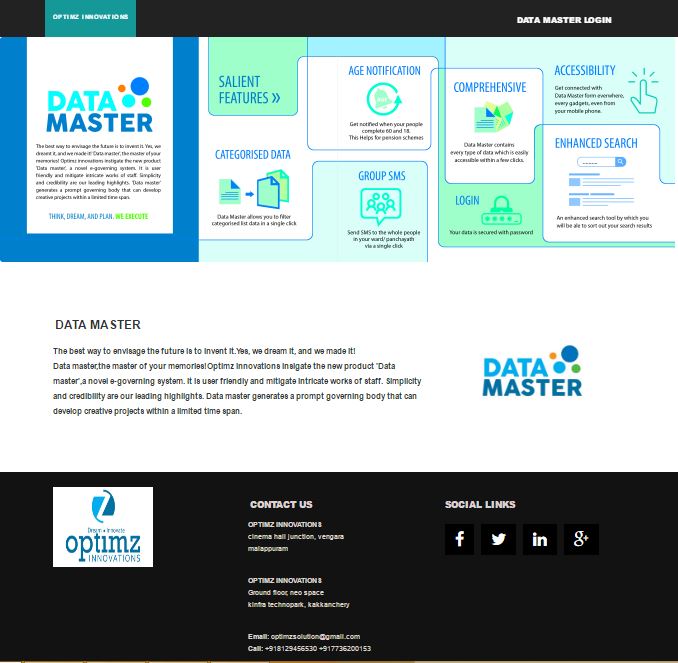 OPTIMZ INNOVATIONS
DATA MASTER LOGIN
DATA
MASTER
The best way to envisage the future is to invent it. Yes, we
dreamt it, and we made it! 'Data master', the master of your
memories! Optimz innovations insigate the new product
'Data master', a novel e-governing system. It is user
friendly and mitigate intricate works of staff. Simplicity
and credibility are our leading highlights. 'Data master'
generates a prompt governing body that can develop
creative projects within a limited time span.
THINK, DREAM, AND PLAN. WE EXECUTE
SALIENT
FEATURES »
AGE NOTIFICATION
Get notified when your people
complete 60 and 18.
This Helps for pension schemes
COMPREHENSIVE
Data Master contains
every type of data which is easily
accessible within a few clicks.
ACCESSIBILITY
Get connected with
Data Master form everwhere,
every gadgets, even from
your mobile phone.
CATEGORISED DATA
Data Master allows you to filter
categorised list data in a single click
GROUP SMS
Send SMS to the whole people
in your ward/ panchayath
via a single click
LOGIN
Your data is secured with password
ENHANCED SEARCH
An enhanced search tool by which you
will be able to sort out your search results
DATA MASTER
The best way to envisage the future is to invent it.Yes, we dream it, and we made it!
Data master,the master of your memories!Optimz Innovations insigate the new product 'Data
master',a novel e-governing system. It is user friendly and mitigate intricate works of staff. Simplicity
and credibility are our leading highlights. Data master generates a prompt governing body that can
develop creative projects within a limited time span.
DATA
MASTER
Dream • Innovate
optimz
INNOVATIONS
CONTACT US
OPTIMZ INNOVATIONS
cinema hall junction, vengara
malappuram
OPTIMZ INNOVATIONS
Ground floor, neo space
kinfra technopark, kakkanchery
Email: optimzsolution@gmail.com
Call: +918129456530 +917736200153
SOCIAL LINKS